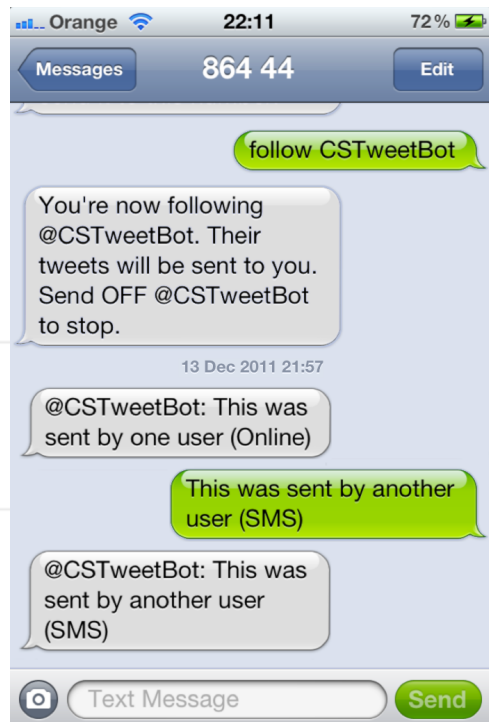 Orange 22:11 72%
Messages 864 44 Edit
follow CSTweetBot
You're now following
@CSTweetBot. Their
tweets will be sent to you.
Send OFF @CSTweetBot
to stop.
13 Dec 2011 21:57
@CSTweetBot: This was
sent by one user (Online)
This was sent by another
user (SMS)
@CSTweetBot: This was
sent by another user
(SMS)
Text Message Send